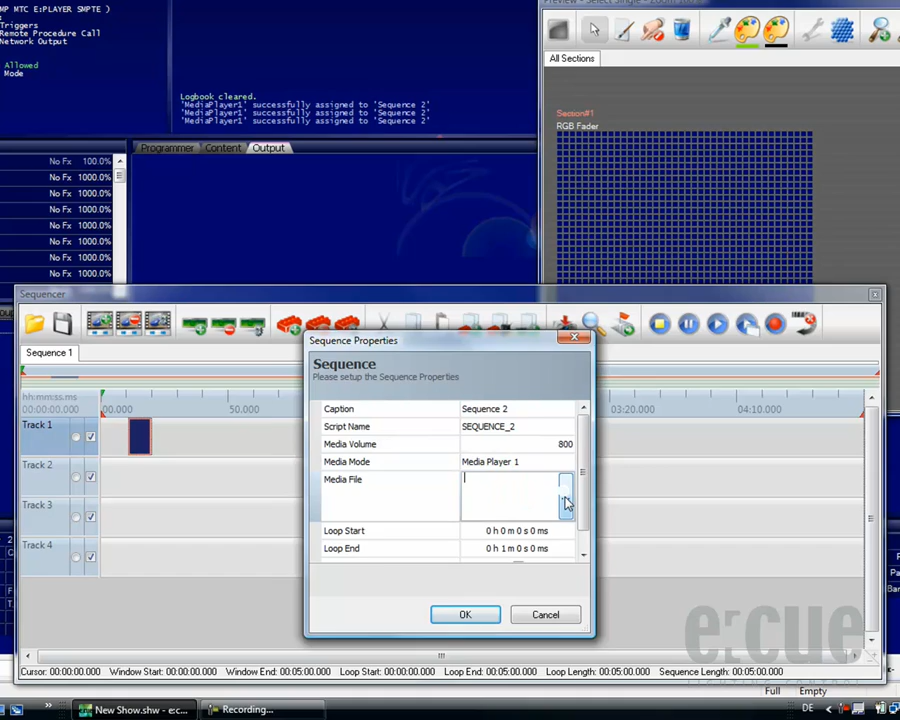 MP MTC E:PLAYER SMPTE )
Triggers
Remote Procedure Call
Network Output
Allowed
Mode
Logbook cleared.
'MediaPlayer1' successfully assigned to 'Sequence 2'
'MediaPlayer1' successfully assigned to 'Sequence 2'
'MediaPlayer1' successfully assigned to 'Sequence 2'
Preview - Select Single - Zoom
All Sections
Section#1
RGB Fader
No Fx 100.0%
No Fx 1000.0%
No Fx 1000.0%
No Fx 1000.0%
No Fx 1000.0%
No Fx 1000.0%
No Fx 1000.0%
No Fx 1000.0%
Programmer Content Output
Sequencer
Sequence 1
hh:mm:ss.ms
00:00:00.000
00.000 50.000 03:20.000 04:10.000
Track 1
Track 2
Track 3
Track 4
Sequence Properties
Sequence
Please setup the Sequence Properties
Caption Sequence 2
Script Name SEQUENCE_2
Media Volume 800
Media Mode Media Player 1
Media File
Loop Start 0 h 0 m 0 s 0 ms
Loop End 0 h 1 m 0 s 0 ms
OK Cancel
e:cue
Cursor: 00:00:00.000 Window Start: 00:00:00.000 Window End: 00:05:00.000 Loop Start: 00:00:00.000 Loop End: 00:05:00.000 Loop Length: 00:05:00.000 Sequence Length: 00:05:00.000
Full Empty
New Show.shw - e:c... Recording... DE